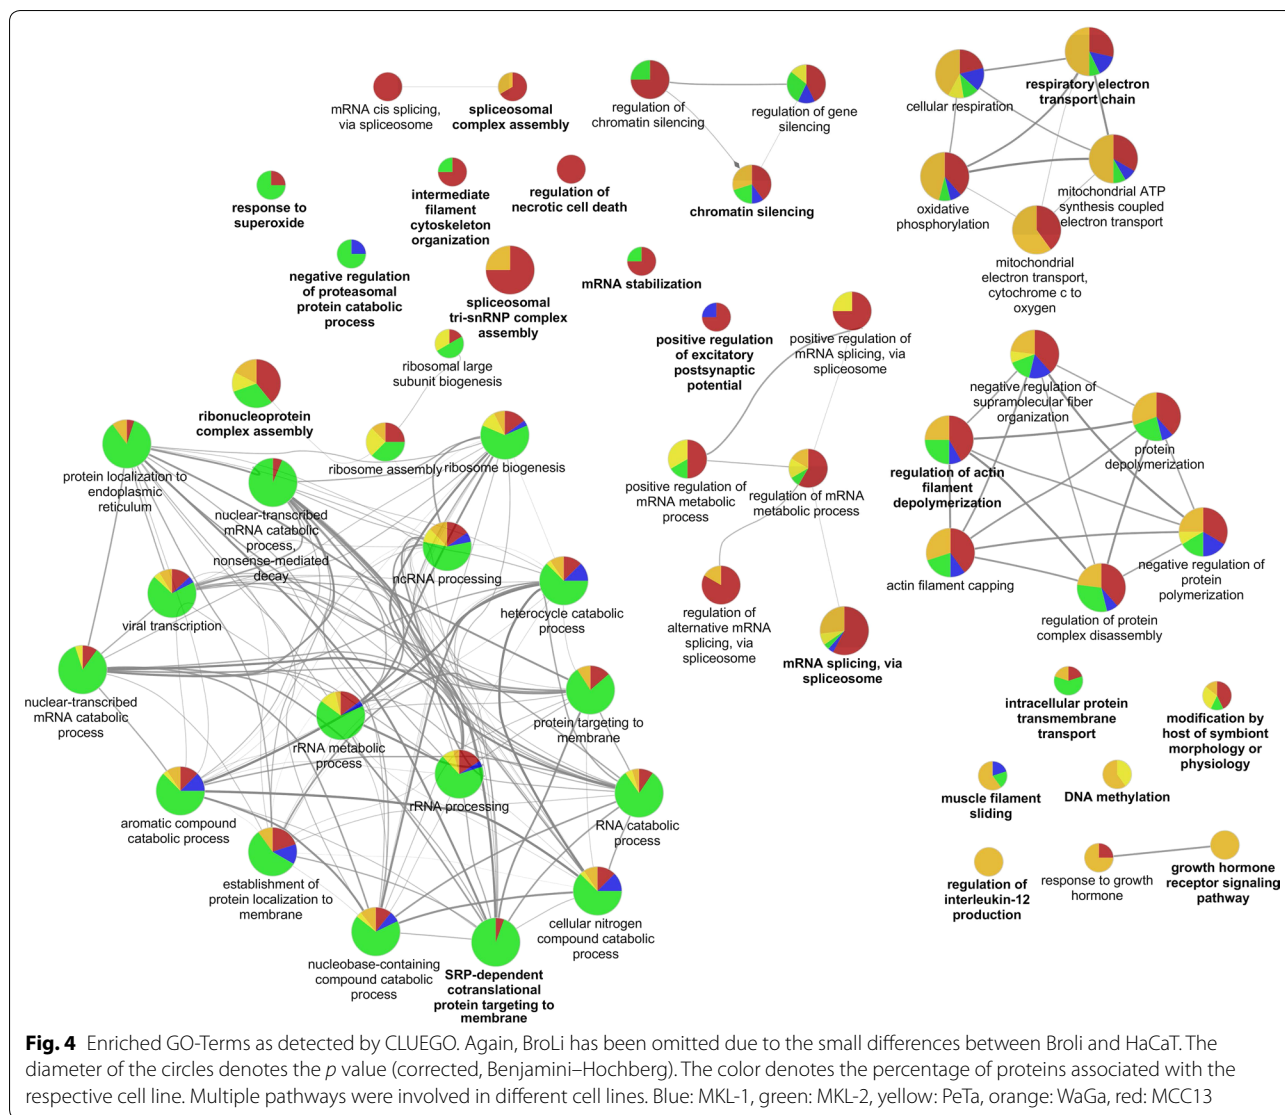 mRNA cis splicing,
via spliceosome
spliceosomal
complex assembly
regulation of
chromatin silencing
regulation of gene
silencing
chromatin silencing
cellular respiration
respiratory electron
transport chain
oxidative
phosphorylation
mitochondrial ATP
synthesis coupled
electron transport
mitochondrial
electron transport,
cytochrome c to
oxygen
response to
superoxide
intermediate
filament
cytoskeleton
organization
regulation of
necrotic cell death
negative regulation
of proteasomal
protein catabolic
process
spliceosomal
tri-snRNP complex
assembly
mRNA stabilization
ribosomal large
subunit biogenesis
positive regulation
of excitatory
postsynaptic
potential
positive regulation of
mRNA splicing, via
spliceosome
negative regulation of
supramolecular fiber
organization
ribonucleoprotein
complex assembly
ribosome assembly
ribosome biogenesis
protein localization to
endoplasmic
reticulum
nuclear-transcribed
mRNA catabolic
process,
nonsense-mediated
decay
positive regulation of
mRNA metabolic
process
regulation of mRNA
metabolic process
regulation of actin
filament
depolymerization
protein
depolymerization
ncRNA processing
viral transcription
heterocycle catabolic
process
regulation of
alternative mRNA
splicing, via
spliceosome
mRNA splicing, via
spliceosome
actin filament capping
negative regulation of
protein
polymerization
regulation of protein
complex disassembly
nuclear-transcribed
mRNA catabolic
process
rRNA metabolic
process
protein targeting to
membrane
intracellular protein
transmembrane
transport
modification by
host of symbiont
morphology or
physiology
rRNA processing
aromatic compound
catabolic process
RNA catabolic
process
muscle filament
sliding
DNA methylation
establishment of
protein localization to
membrane
cellular nitrogen
compound catabolic
process
regulation of
interleukin-12
production
response to growth
hormone
growth hormone
receptor signaling
pathway
nucleobase-containing
compound catabolic
process
SRP-dependent
cotranslational
protein targeting to
membrane
Fig. 4 Enriched GO-Terms as detected by CLUEGO. Again, BroLi has been omitted due to the small differences between Broli and HaCaT. The
diameter of the circles denotes the p value (corrected, Benjamini–Hochberg). The color denotes the percentage of proteins associated with the
respective cell line. Multiple pathways were involved in different cell lines. Blue: MKL-1, green: MKL-2, yellow: PeTa, orange: WaGa, red: MCC13